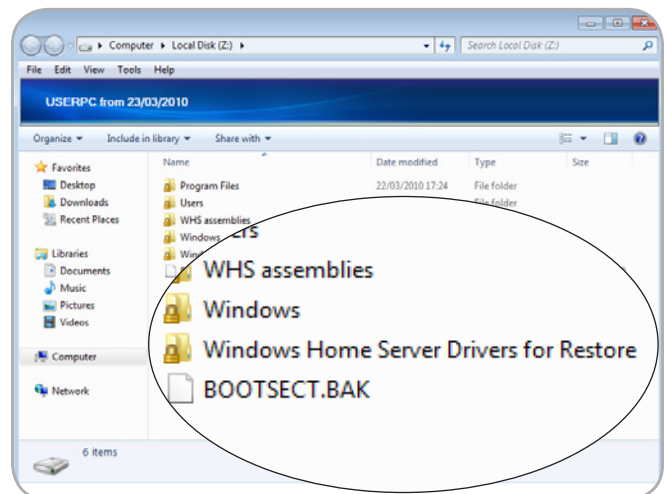 Computer ▸ Local Disk (Z:) ▸ Search Local Disk (Z:)
File Edit View Tools Help
USERPC from 23/03/2010
Organize Include in library Share with
Name Date modified Type Size
Favorites
Desktop
Downloads
Recent Places
Libraries
Documents
Music
Pictures
Videos
Computer
Network
Program Files 22/03/2010 17:24 File folder
Users File folder
WHS assemblies
Windows
WHS assemblies
Windows
Windows Home Server Drivers for Restore
BOOTSECT.BAK
6 items